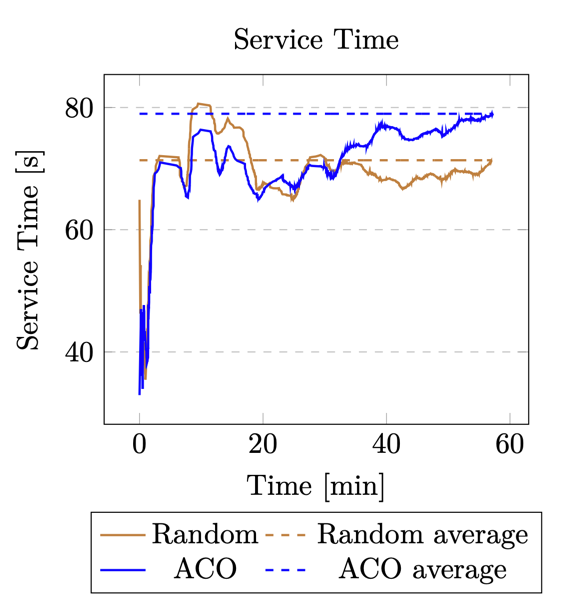 Service Time
80
60
40
Service Time [s]
0 20 40 60
Time [min]
Random Random average
ACO ACO average